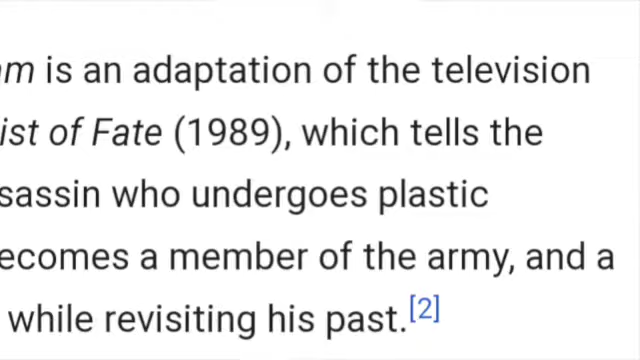 m is an adaptation of the television
ist of Fate (1989), which tells the
sassin who undergoes plastic
ecomes a member of the army, and a
while revisiting his past.[2]